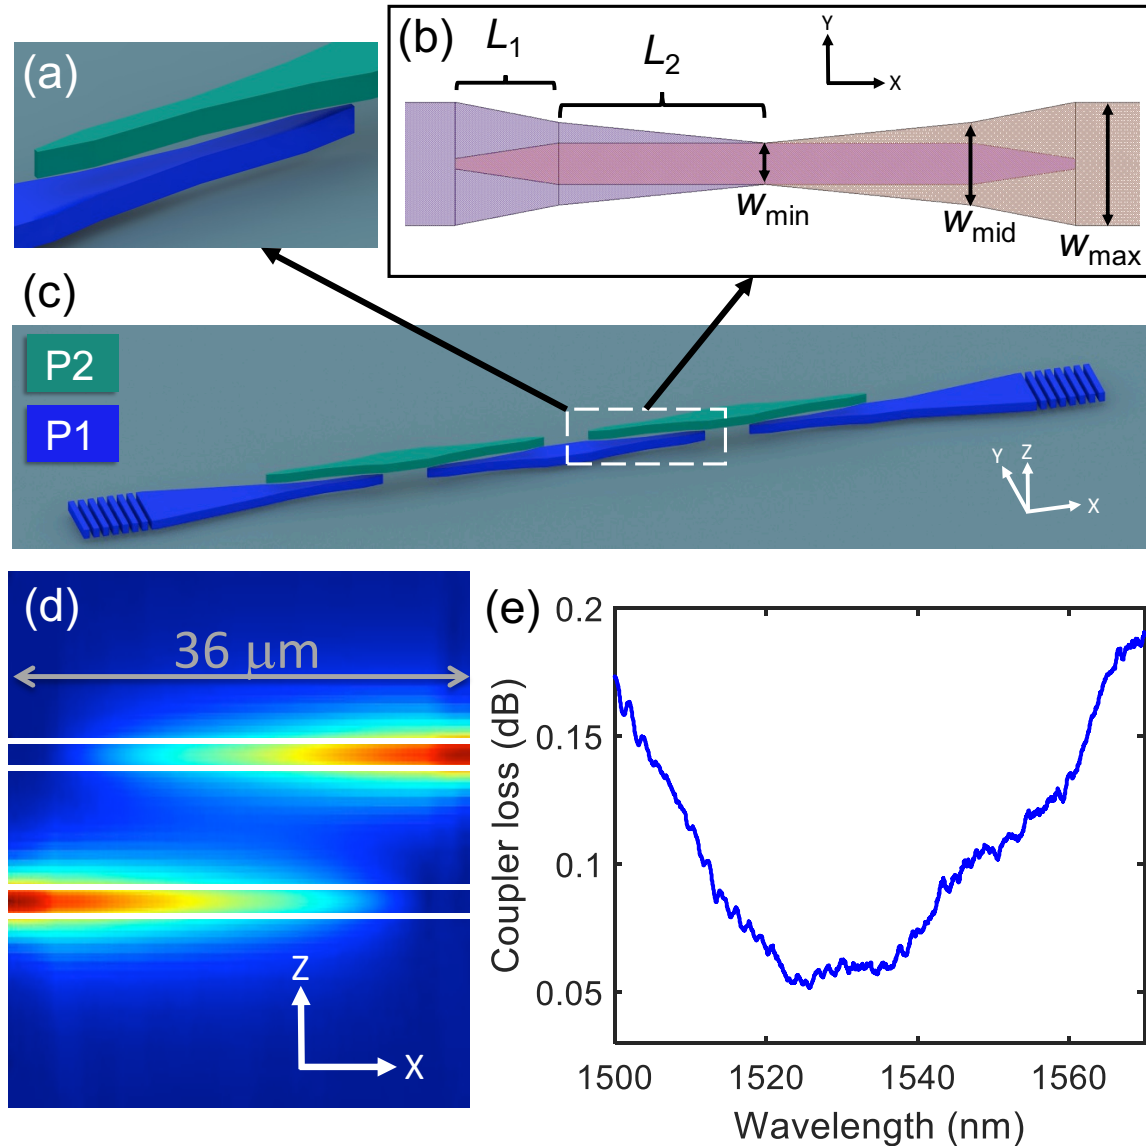 (a)
(b)
L1
L2
Y
X
wmin
wmid
wmax
(c)
P2
P1
Y
Z
X
(d)
36 μm
Z
X
(e)
0.2
0.15
0.1
0.05
Coupler loss (dB)
1500
1520
1540
1560
Wavelength (nm)